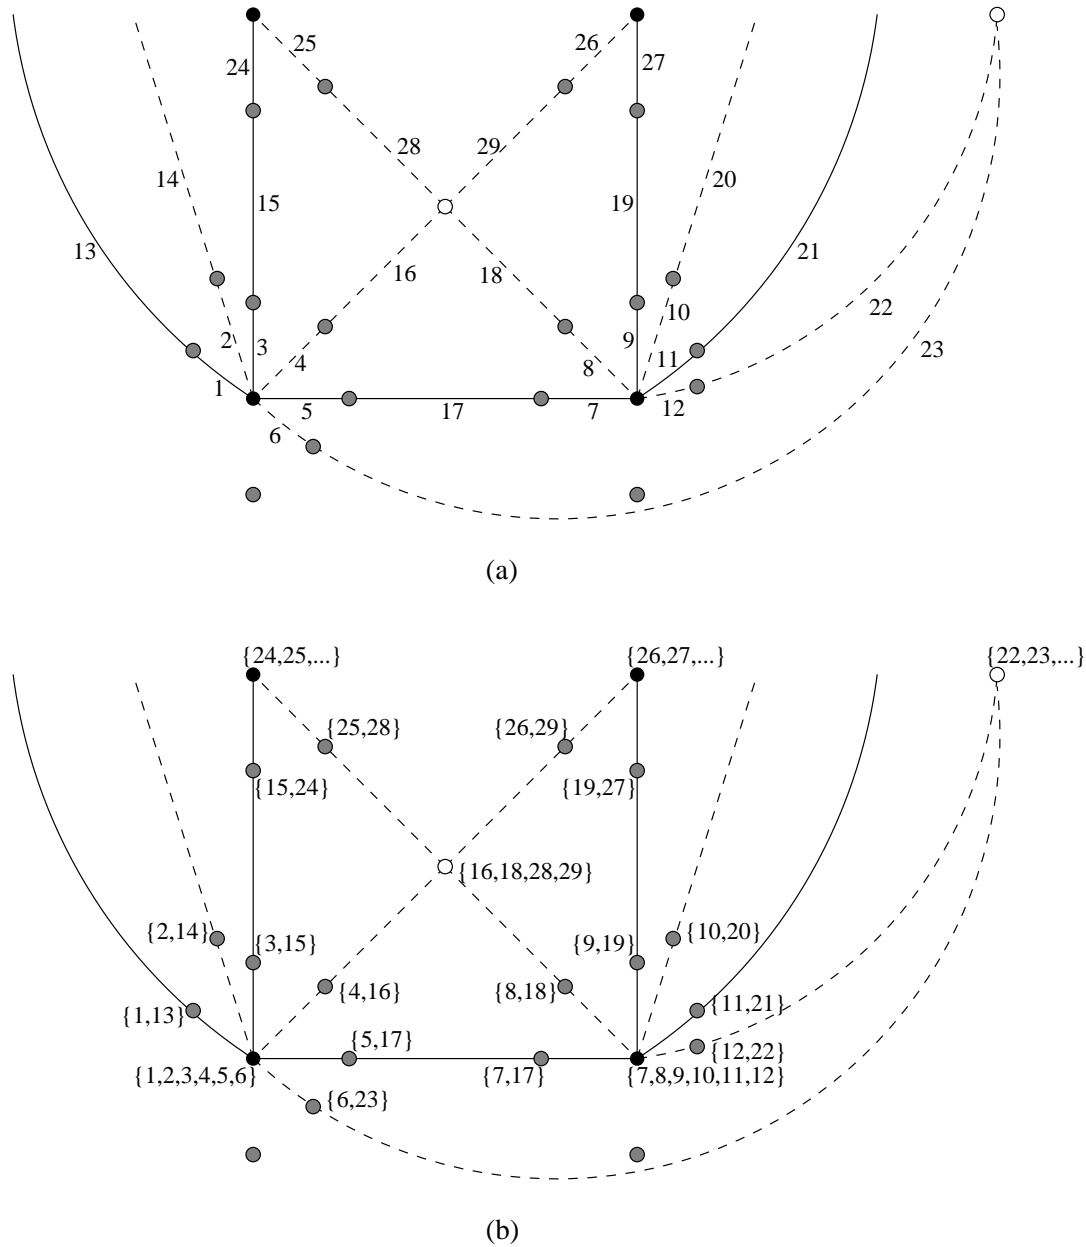 25 26
24 27
28 29
14 20
15 19
13 21
16 18
10 22
2 3 9
4 8 11 23
1
5 17 7 12
6
(a)
{24,25,...} {26,27,...} {22,23,...}
{25,28} {26,29}
{15,24} {19,27}
{16,18,28,29}
{2,14} {10,20}
{3,15} {9,19}
{4,16} {8,18}
{1,13} {11,21}
{5,17} {12,22}
{1,2,3,4,5,6} {7,17} {7,8,9,10,11,12}
{6,23}
(b)